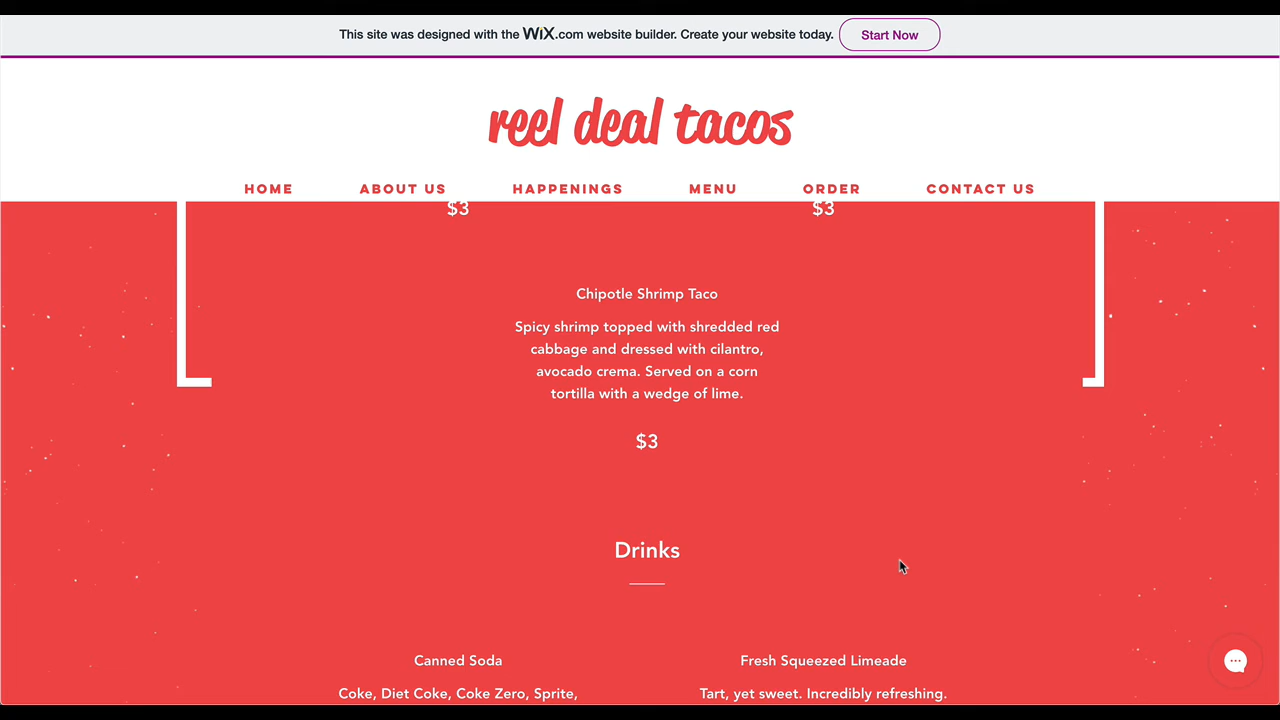 This site was designed with the WiX.com website builder. Create your website today. Start Now
reel deal tacos
HOME ABOUT US HAPPENINGS MENU ORDER CONTACT US
$3 $3
Chipotle Shrimp Taco
Spicy shrimp topped with shredded red
cabbage and dressed with cilantro,
avocado crema. Served on a corn
tortilla with a wedge of lime.
$3
Drinks
Canned Soda Fresh Squeezed Limeade
Coke, Diet Coke, Coke Zero, Sprite, Tart, yet sweet. Incredibly refreshing.